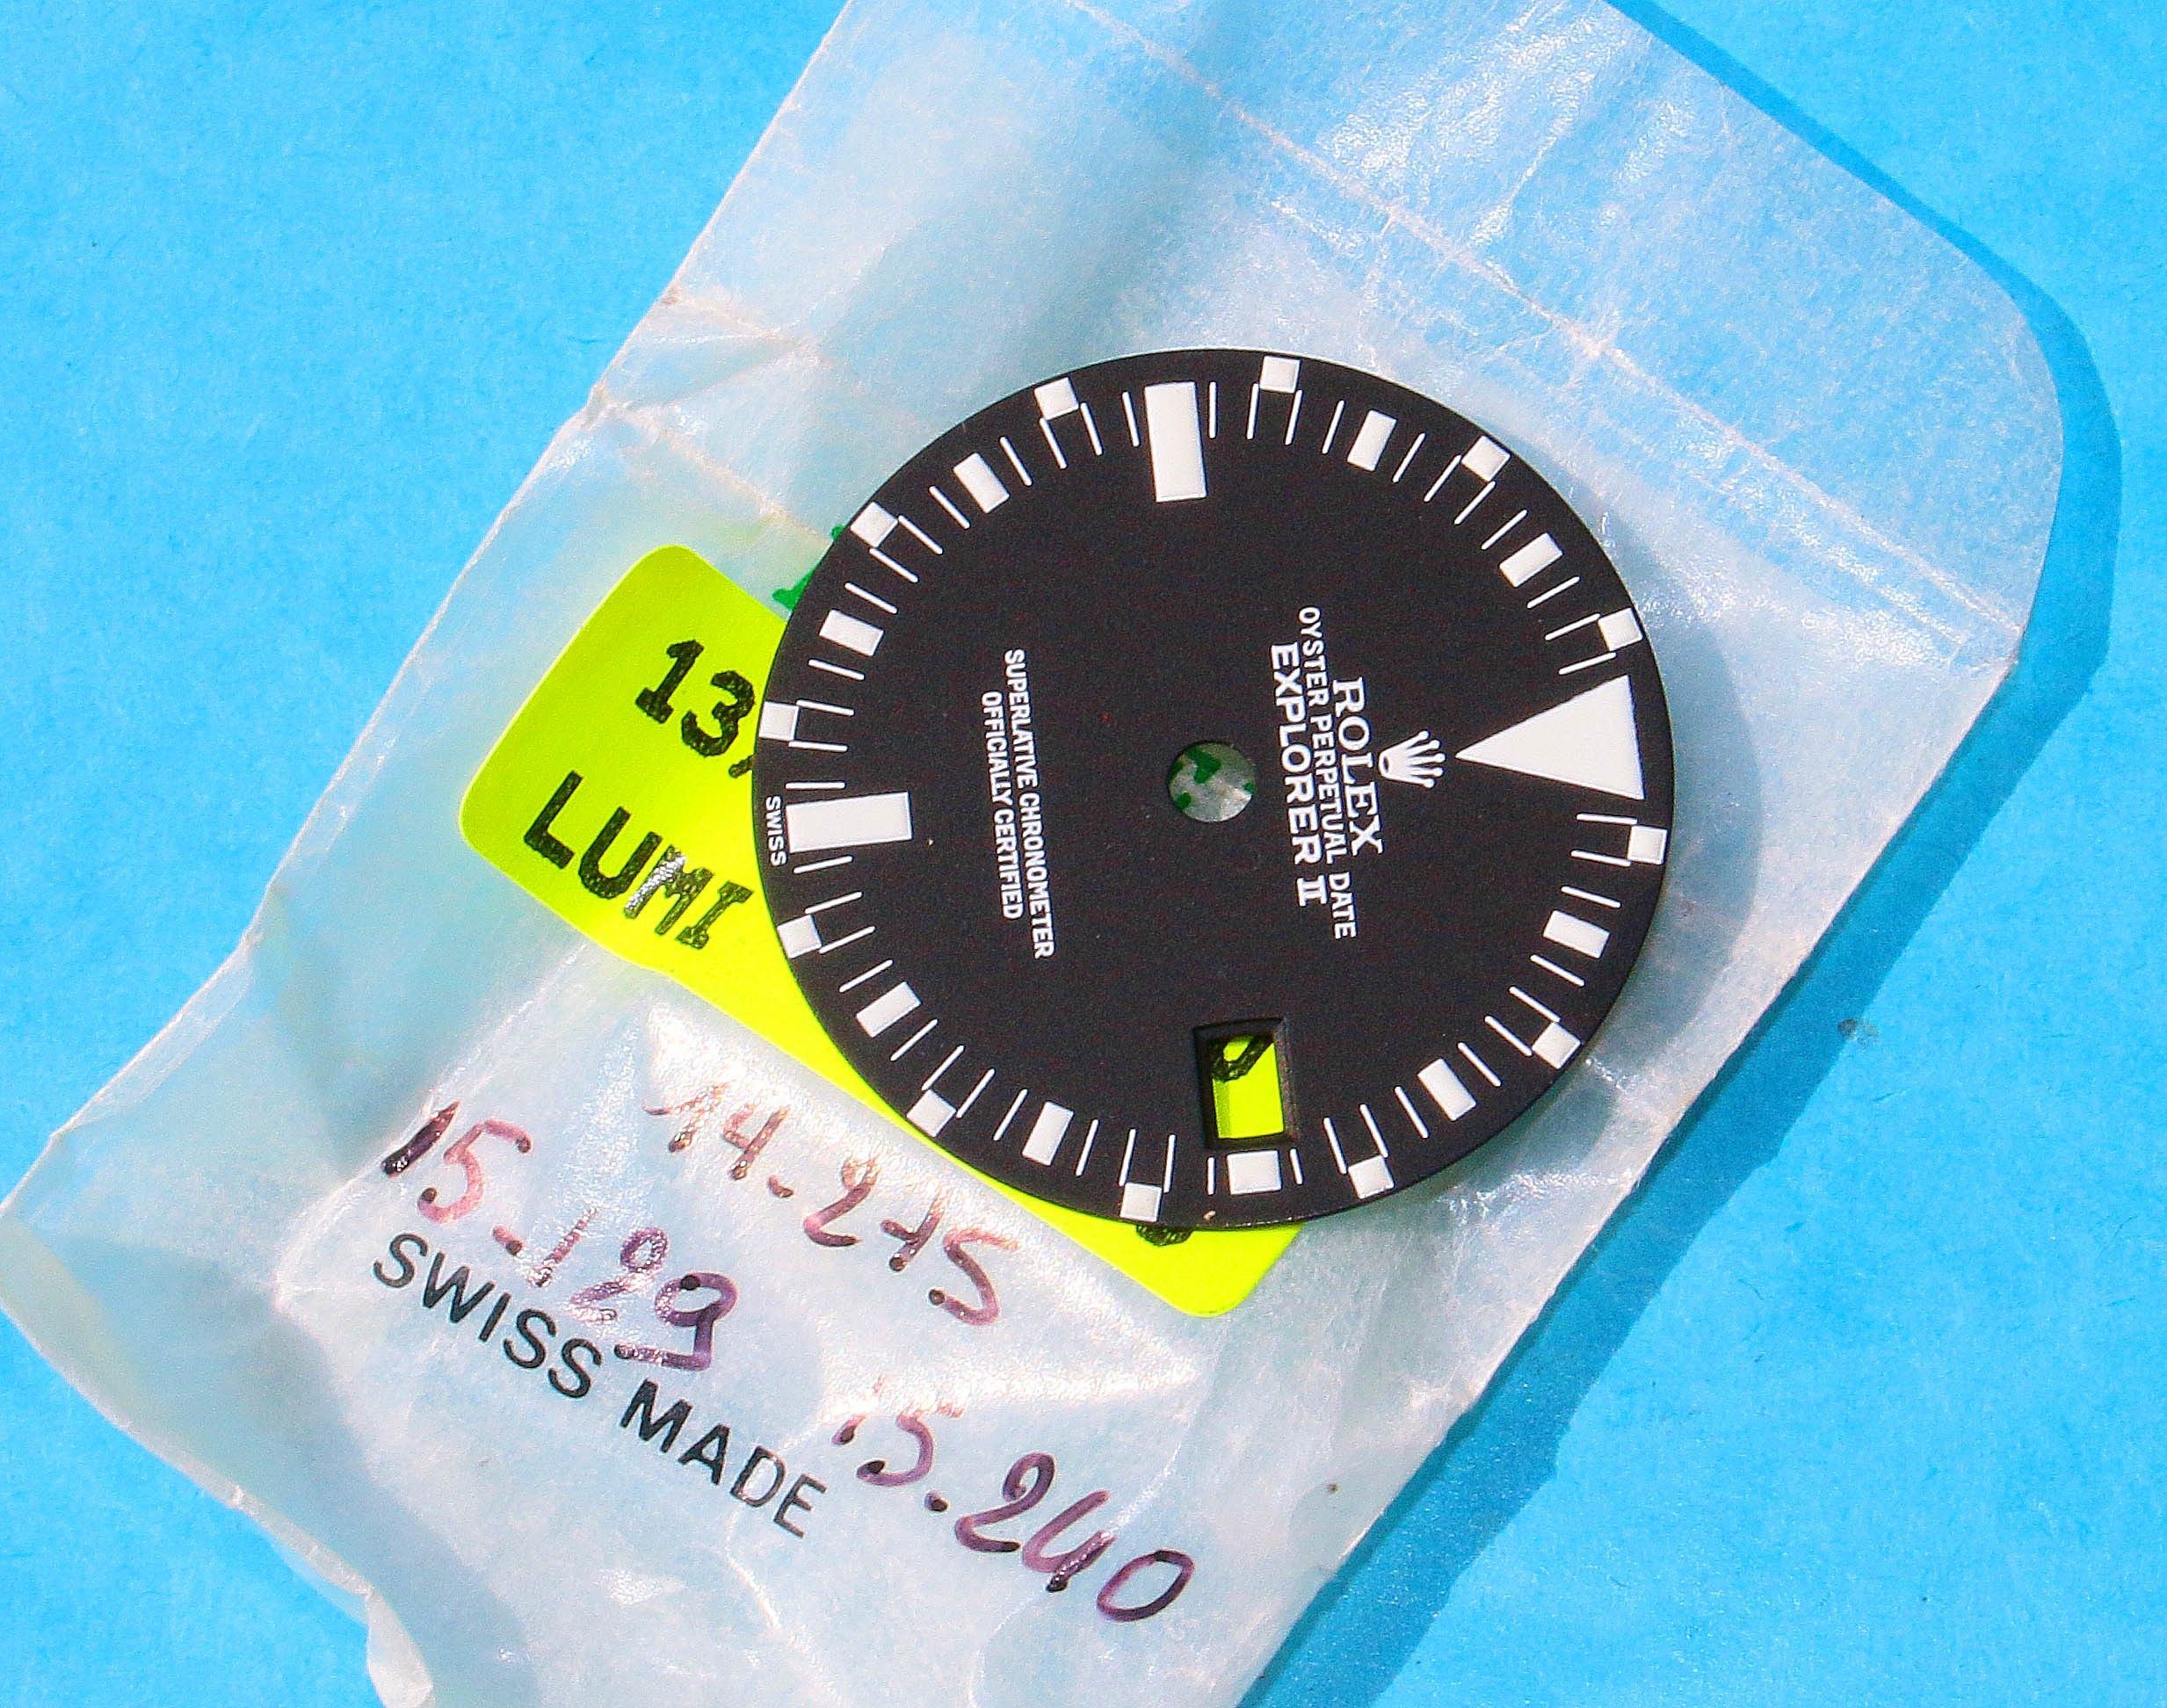 ROLEX
OYSTER PERPETUAL DATE
EXPLORER II
SUPERLATIVE CHRONOMETER
OFFICIALLY CERTIFIED
SWISS
13
LUMI
14-275
15-129
SWISS MADE
15.240